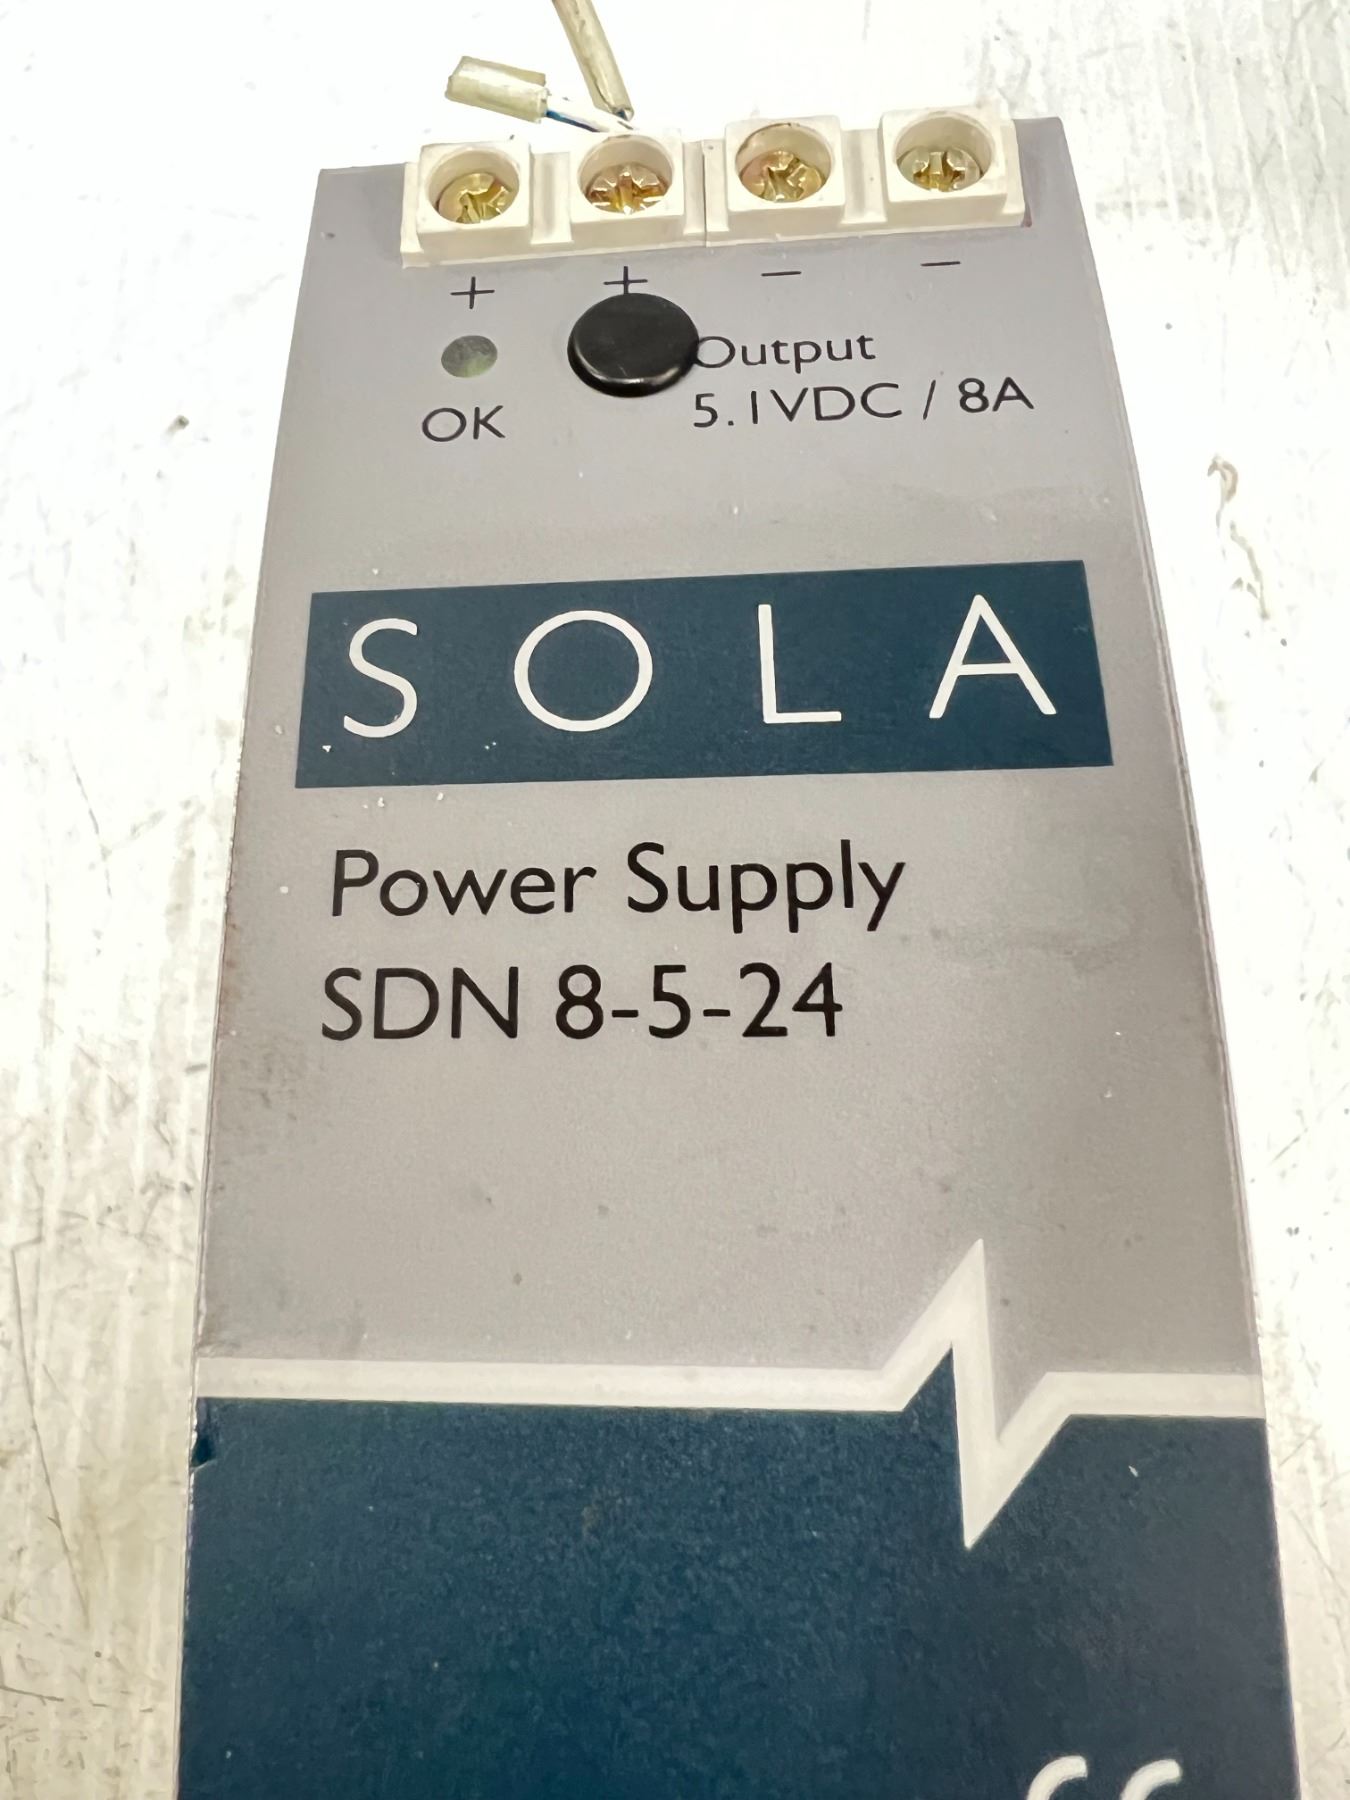 + + − −
Output
OK 5.1VDC / 8A
SOLA
Power Supply
SDN 8-5-24